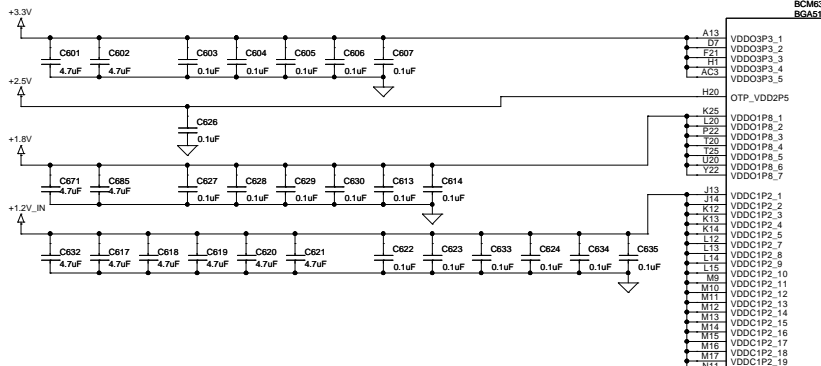 BCM63
BGA51
+3.3V
C601 C602 C603 C604 C605 C606 C607
4.7uF 4.7uF 0.1uF 0.1uF 0.1uF 0.1uF 0.1uF
A13 VDDO3P3_1
D7 VDDO3P3_2
F21 VDDO3P3_3
H1 VDDO3P3_4
AC3 VDDO3P3_5
+2.5V
H20 OTP_VDD2P5
C626
0.1uF
K25 VDDO1P8_1
L20 VDDO1P8_2
P22 VDDO1P8_3
T20 VDDO1P8_4
T25 VDDO1P8_5
U20 VDDO1P8_6
Y22 VDDO1P8_7
+1.8V
C671 C685 C627 C628 C629 C630 C613 C614
4.7uF 4.7uF 0.1uF 0.1uF 0.1uF 0.1uF 0.1uF 0.1uF
+1.2V_IN
C632 C617 C618 C619 C620 C621 C622 C623 C633 C624 C634 C635
4.7uF 4.7uF 4.7uF 4.7uF 4.7uF 4.7uF 0.1uF 0.1uF 0.1uF 0.1uF 0.1uF 0.1uF
J13 VDDC1P2_1
J14 VDDC1P2_2
K12 VDDC1P2_3
K13 VDDC1P2_4
K14 VDDC1P2_5
L12 VDDC1P2_7
L13 VDDC1P2_8
L14 VDDC1P2_9
L15 VDDC1P2_10
M9 VDDC1P2_11
M10 VDDC1P2_12
M11 VDDC1P2_13
M12 VDDC1P2_14
M13 VDDC1P2_15
M14 VDDC1P2_16
M15 VDDC1P2_17
M16 VDDC1P2_18
M17 VDDC1P2_19
N11